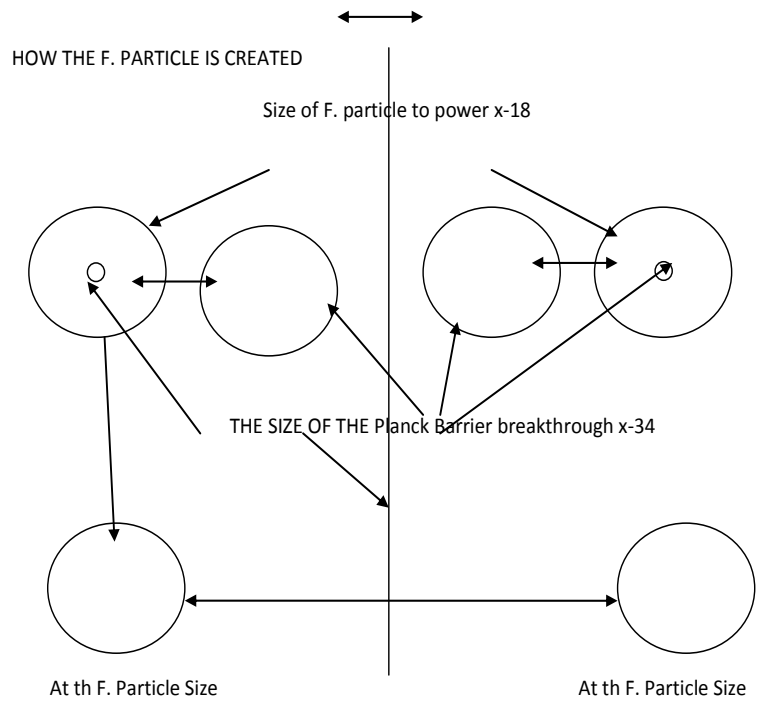 HOW THE F. PARTICLE IS CREATED
Size of F. particle to power x-18
THE SIZE OF THE Planck Barrier breakthrough x-34
At th F. Particle Size
At th F. Particle Size